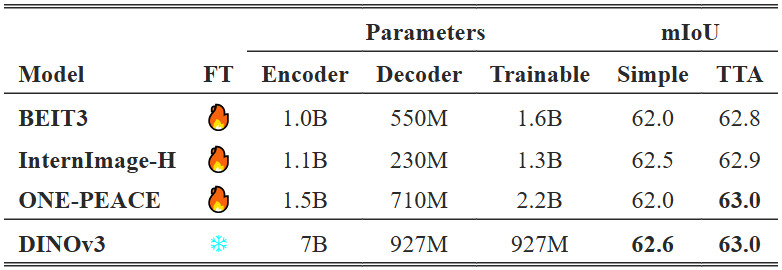 Parameters mIoU
Model FT Encoder Decoder Trainable Simple TTA
BEIT3 1.0B 550M 1.6B 62.0 62.8
InternImage-H 1.1B 230M 1.3B 62.5 62.9
ONE-PEACE 1.5B 710M 2.2B 62.0 63.0
DINOv3 7B 927M 927M 62.6 63.0